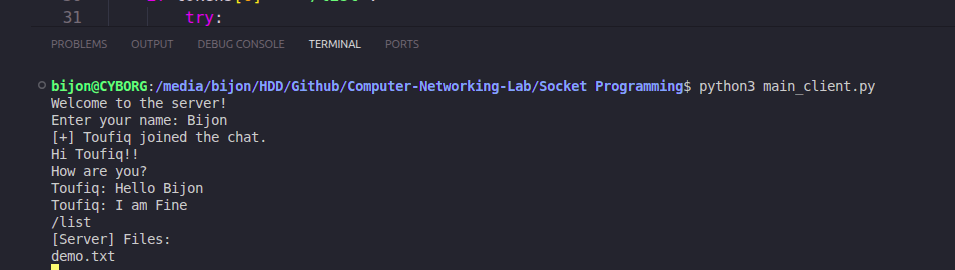 31 try:
PROBLEMS OUTPUT DEBUG CONSOLE TERMINAL PORTS
bijon@CYBORG:/media/bijon/HDD/Github/Computer-Networking-Lab/Socket Programming$ python3 main_client.py
Welcome to the server!
Enter your name: Bijon
[+] Toufiq joined the chat.
Hi Toufiq!!
How are you?
Toufiq: Hello Bijon
Toufiq: I am Fine
/list
[Server] Files:
demo.txt